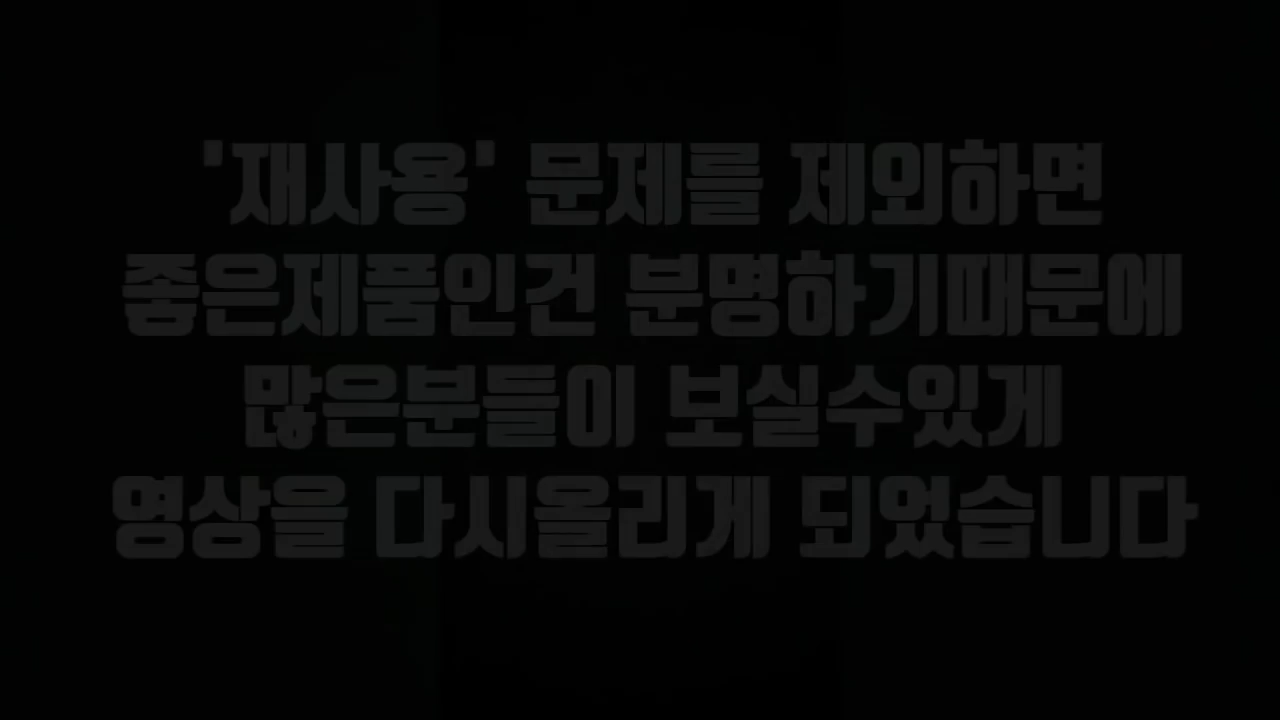 '재사용' 문제를 제외하면
좋은제품인건 분명하기때문에
많은분들이 보실수있게
영상을 다시올리게 되었습니다